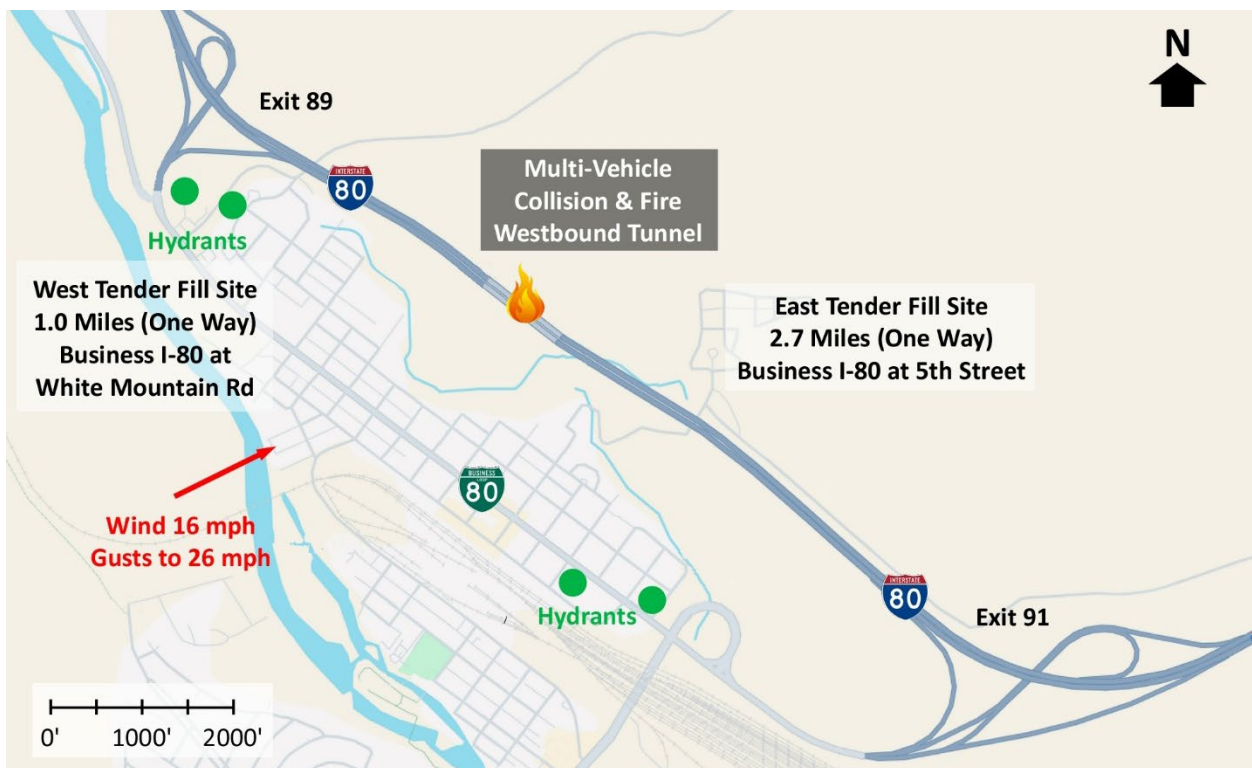 N
Exit 89
INTERSTATE
80
Multi-Vehicle
Collision & Fire
Westbound Tunnel
Hydrants
West Tender Fill Site
1.0 Miles (One Way)
Business I-80 at
White Mountain Rd
East Tender Fill Site
2.7 Miles (One Way)
Business I-80 at 5th Street
BUSINESS
LOOP
80
Wind 16 mph
Gusts to 26 mph
Hydrants
INTERSTATE
80
Exit 91
0' 1000' 2000'